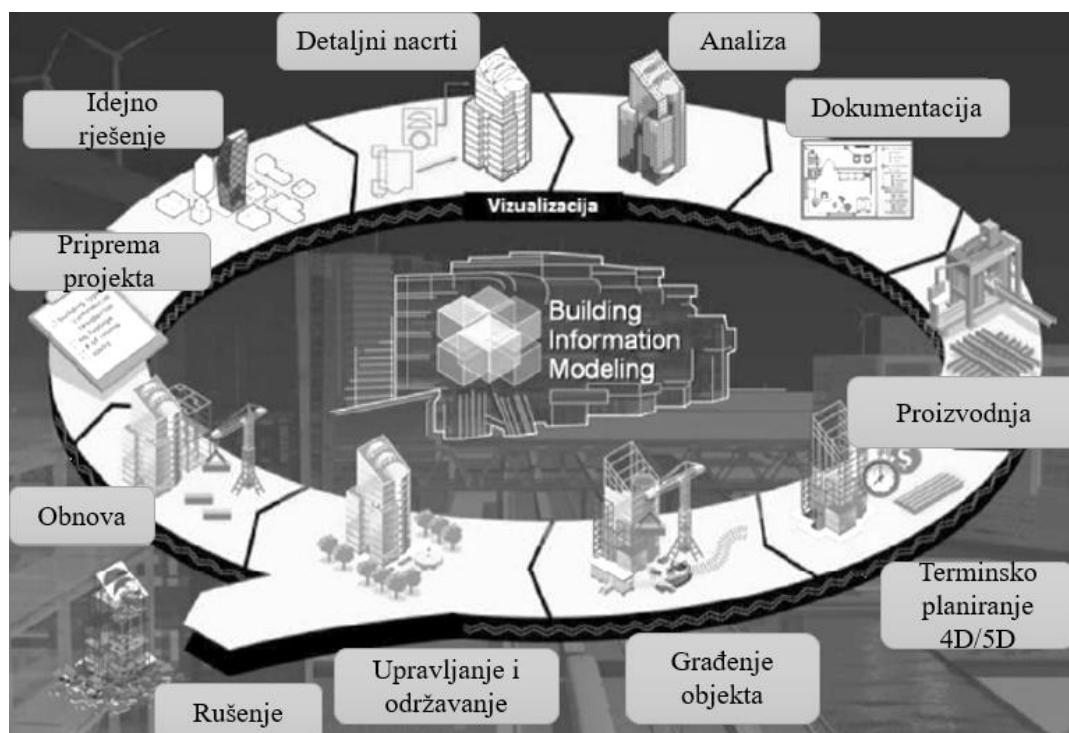 Detaljni nacrti
Analiza
Idejno
rješenje
Dokumentacija
Vizualizacija
Priprema
projekta
Building
Information
Modeling
Proizvodnja
Obnova
Terminsko
planiranje
4D/5D
Građenje
objekta
Upravljanje i
održavanje
Rušenje